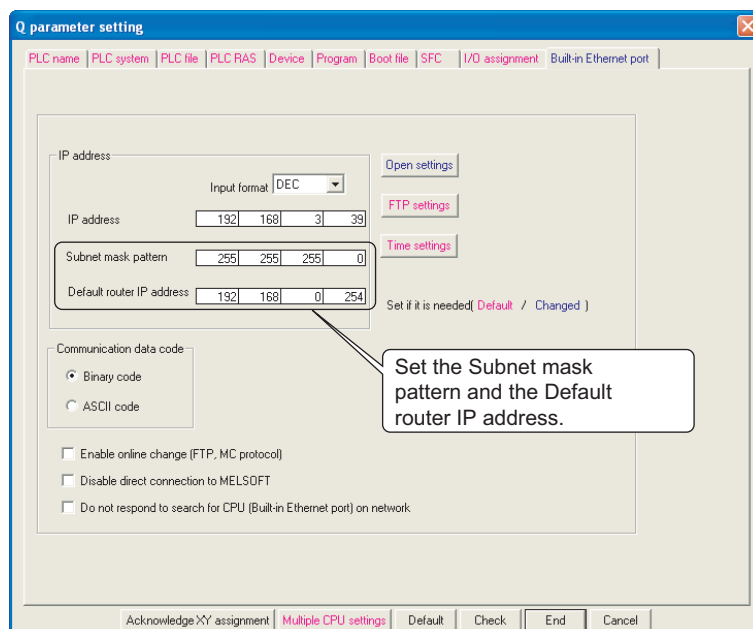 Q parameter setting
PLC name PLC system PLC file PLC RAS Device Program Boot file SFC I/O assignment Built-in Ethernet port
IP address
Input format DEC
IP address 192 168 3 39
Subnet mask pattern 255 255 255 0
Default router IP address 192 168 0 254
Open settings
FTP settings
Time settings
Set if it is needed( Default / Changed )
Set the Subnet mask
pattern and the Default
router IP address.
Communication data code
Binary code
ASCII code
Enable online change (FTP, MC protocol)
Disable direct connection to MELSOFT
Do not respond to search for CPU (Built-in Ethernet port) on network
Acknowledge XY assignment Multiple CPU settings Default Check End Cancel